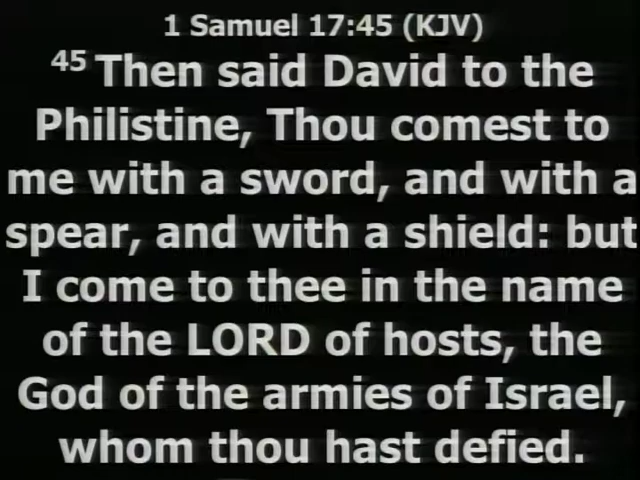 1 Samuel 17:45 (KJV)
45 Then said David to the
Philistine, Thou comest to
me with a sword, and with a
spear, and with a shield: but
I come to thee in the name
of the LORD of hosts, the
God of the armies of Israel,
whom thou hast defied.